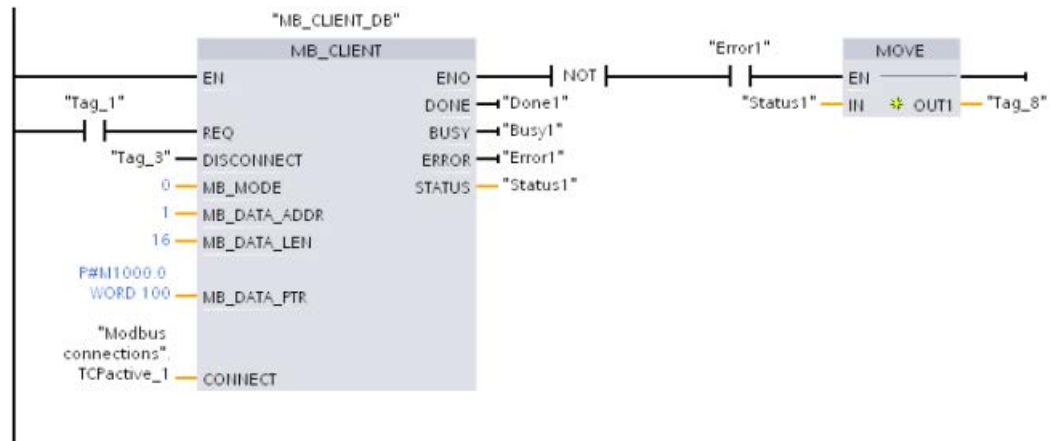 "MB_CLIENT_DB"
MB_CLIENT
EN
ENO
NOT
"Error1"
MOVE
EN
"Tag_1"
REQ
DONE
"Done1"
"Status1"
IN
OUT1
"Tag_8"
"Tag_3"
DISCONNECT
BUSY
"Busy1"
0
MB_MODE
ERROR
"Error1"
1
MB_DATA_ADDR
STATUS
"Status1"
16
MB_DATA_LEN
P#M1000.0
WORD 100
MB_DATA_PTR
"Modbus
connections".
TCPactive_1
CONNECT